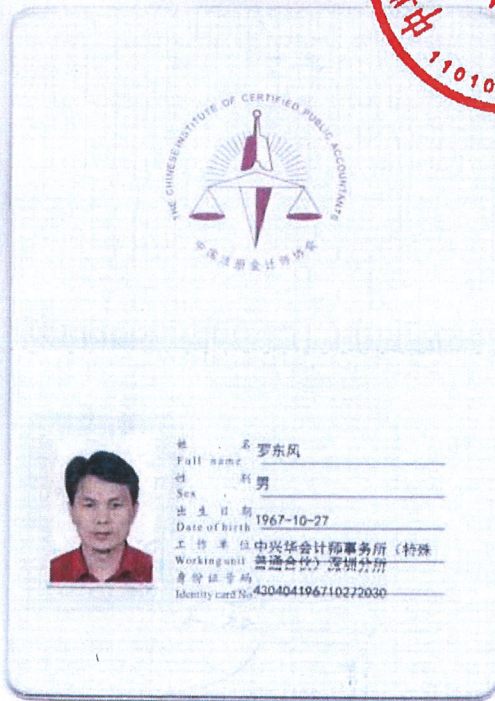 中
11010
THE CHINESE INSTITUTE OF CERTIFIED PUBLIC ACCOUNTANTS
中国注册会计师协会
姓 名 罗东风
Full name
性 别 男
Sex
出生日期 1967-10-27
Date of birth
工作单位 中兴华会计师事务所（特殊
Working unit 普通合伙）深圳分所
身份证号码
Identity card No. 430404196710272030